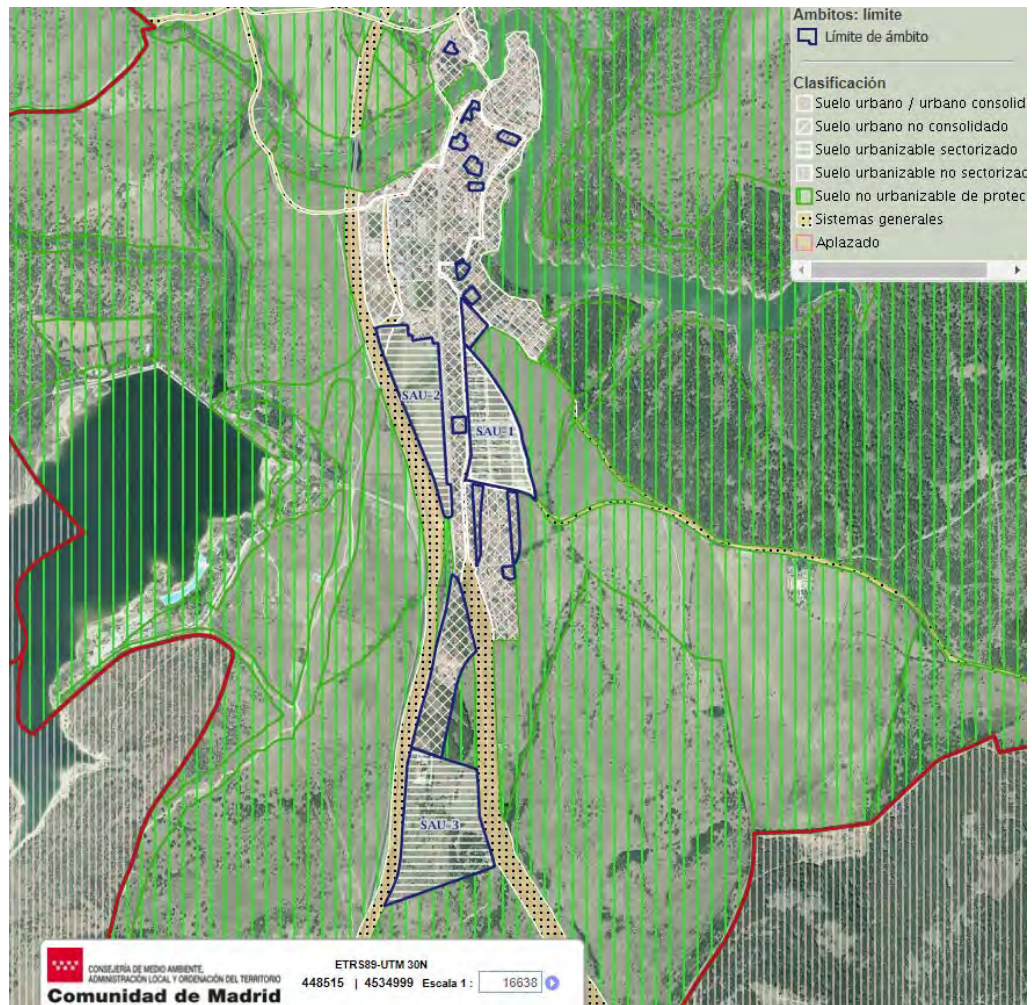 Ambitos: límite
Límite de ámbito
Clasificación
Suelo urbano / urbano consolid
Suelo urbano no consolidado
Suelo urbanizable sectorizado
Suelo urbanizable no sectorizad
Suelo no urbanizable de protec
Sistemas generales
Aplazado
SAU-2
SAU-1
SAU-3
CONSEJERÍA DE MEDIO AMBIENTE,
ADMINISTRACIÓN LOCAL Y ORDENACIÓN DEL TERRITORIO
Comunidad de Madrid
ETRS89-UTM 30N
448515 | 4534999 Escala 1 : 16638